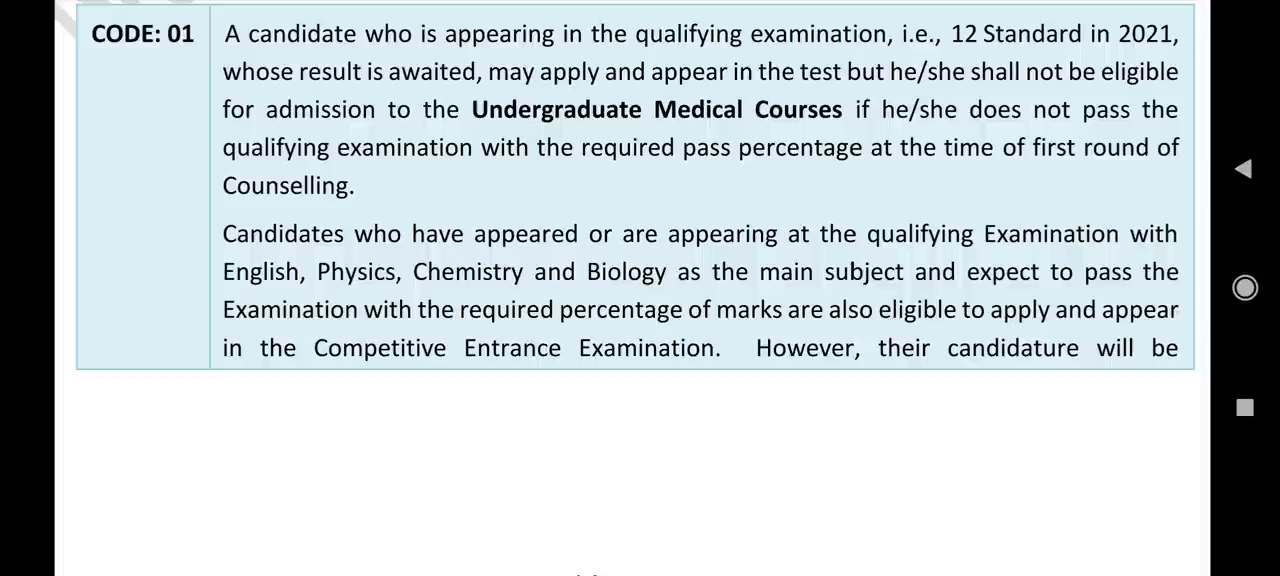 CODE: 01
A candidate who is appearing in the qualifying examination, i.e., 12 Standard in 2021,
whose result is awaited, may apply and appear in the test but he/she shall not be eligible
for admission to the Undergraduate Medical Courses if he/she does not pass the
qualifying examination with the required pass percentage at the time of first round of
Counselling.
Candidates who have appeared or are appearing at the qualifying Examination with
English, Physics, Chemistry and Biology as the main subject and expect to pass the
Examination with the required percentage of marks are also eligible to apply and appear
in the Competitive Entrance Examination. However, their candidature will be